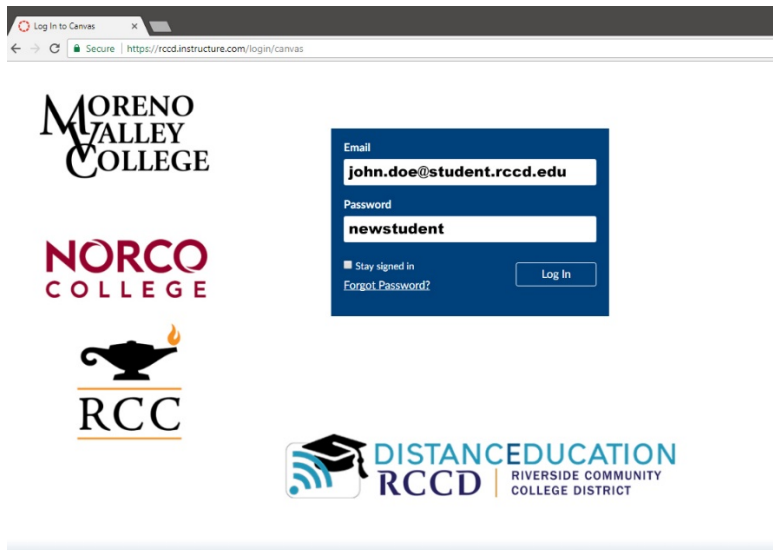 Log In to Canvas
Secure | https://rccd.instructure.com/login/canvas
MORENO
VALLEY
COLLEGE
NORCO
COLLEGE
RCC
Email
john.doe@student.rccd.edu
Password
newstudent
Stay signed in
Forgot Password?
Log In
DISTANCEEDUCATION
RCCD | RIVERSIDE COMMUNITY
COLLEGE DISTRICT